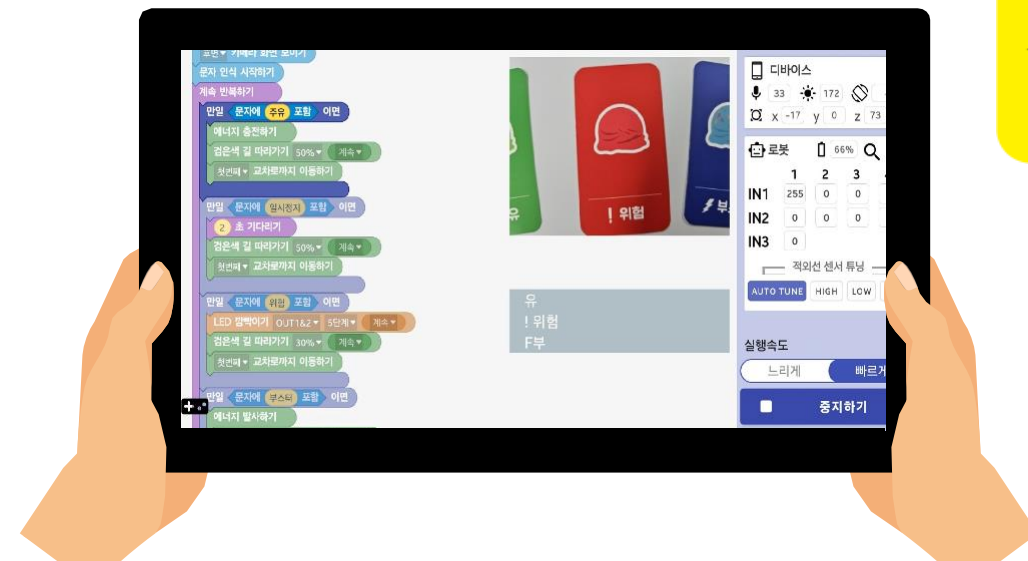 후면 카메라 화면 보이기
문자 인식 시작하기
계속 반복하기
만일 문자에 주유 포함 이면
에너지 충전하기
검은색 길 따라가기 50% 계속
첫번째 교차로까지 이동하기
만일 문자에 일시정지 포함 이면
2 초 기다리기
검은색 길 따라가기 50% 계속
첫번째 교차로까지 이동하기
만일 문자에 위험 포함 이면
LED 깜빡이기 OUT1&2 5단계 계속
검은색 길 따라가기 30% 계속
첫번째 교차로까지 이동하기
만일 문자에 부스터 포함 이면
에너지 발사하기
유
! 위험
부
유
! 위험
F부
디바이스
33 172
x -17 y 0 z 73
로봇 66%
1 2 3
IN1 255 0 0
IN2 0 0 0
IN3 0
적외선 센서 튜닝
AUTO TUNE HIGH LOW
실행속도
느리게 빠르게
중지하기